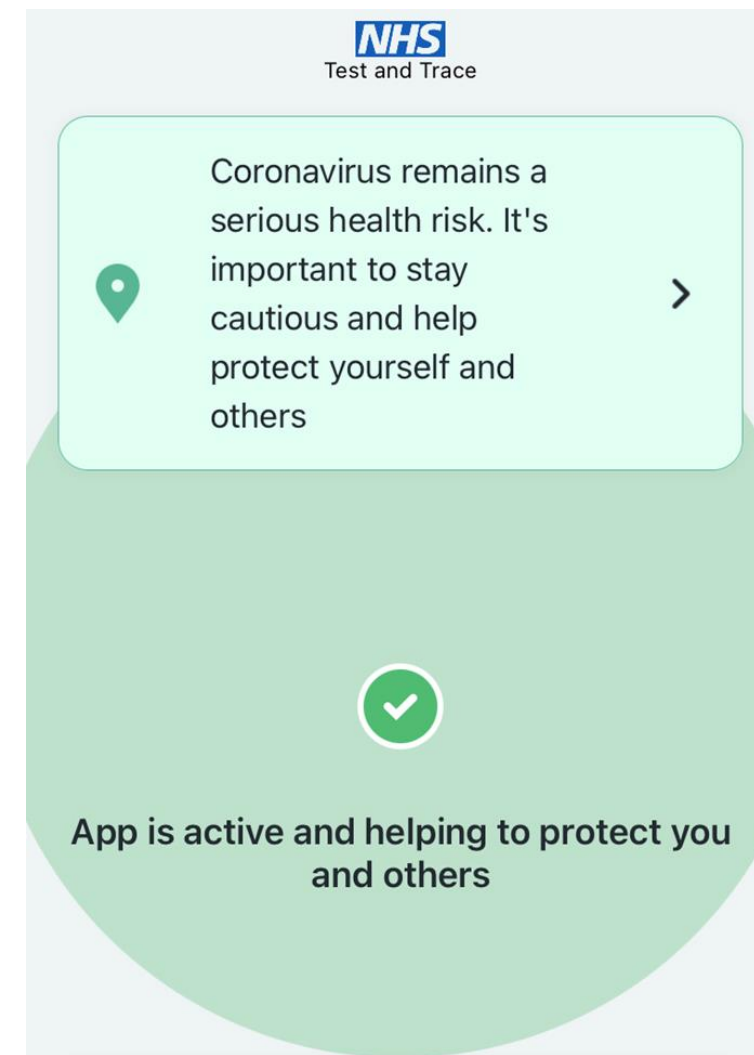 NHS
Test and Trace
Coronavirus remains a
serious health risk. It's
important to stay
cautious and help
protect yourself and
others
App is active and helping to protect you
and others